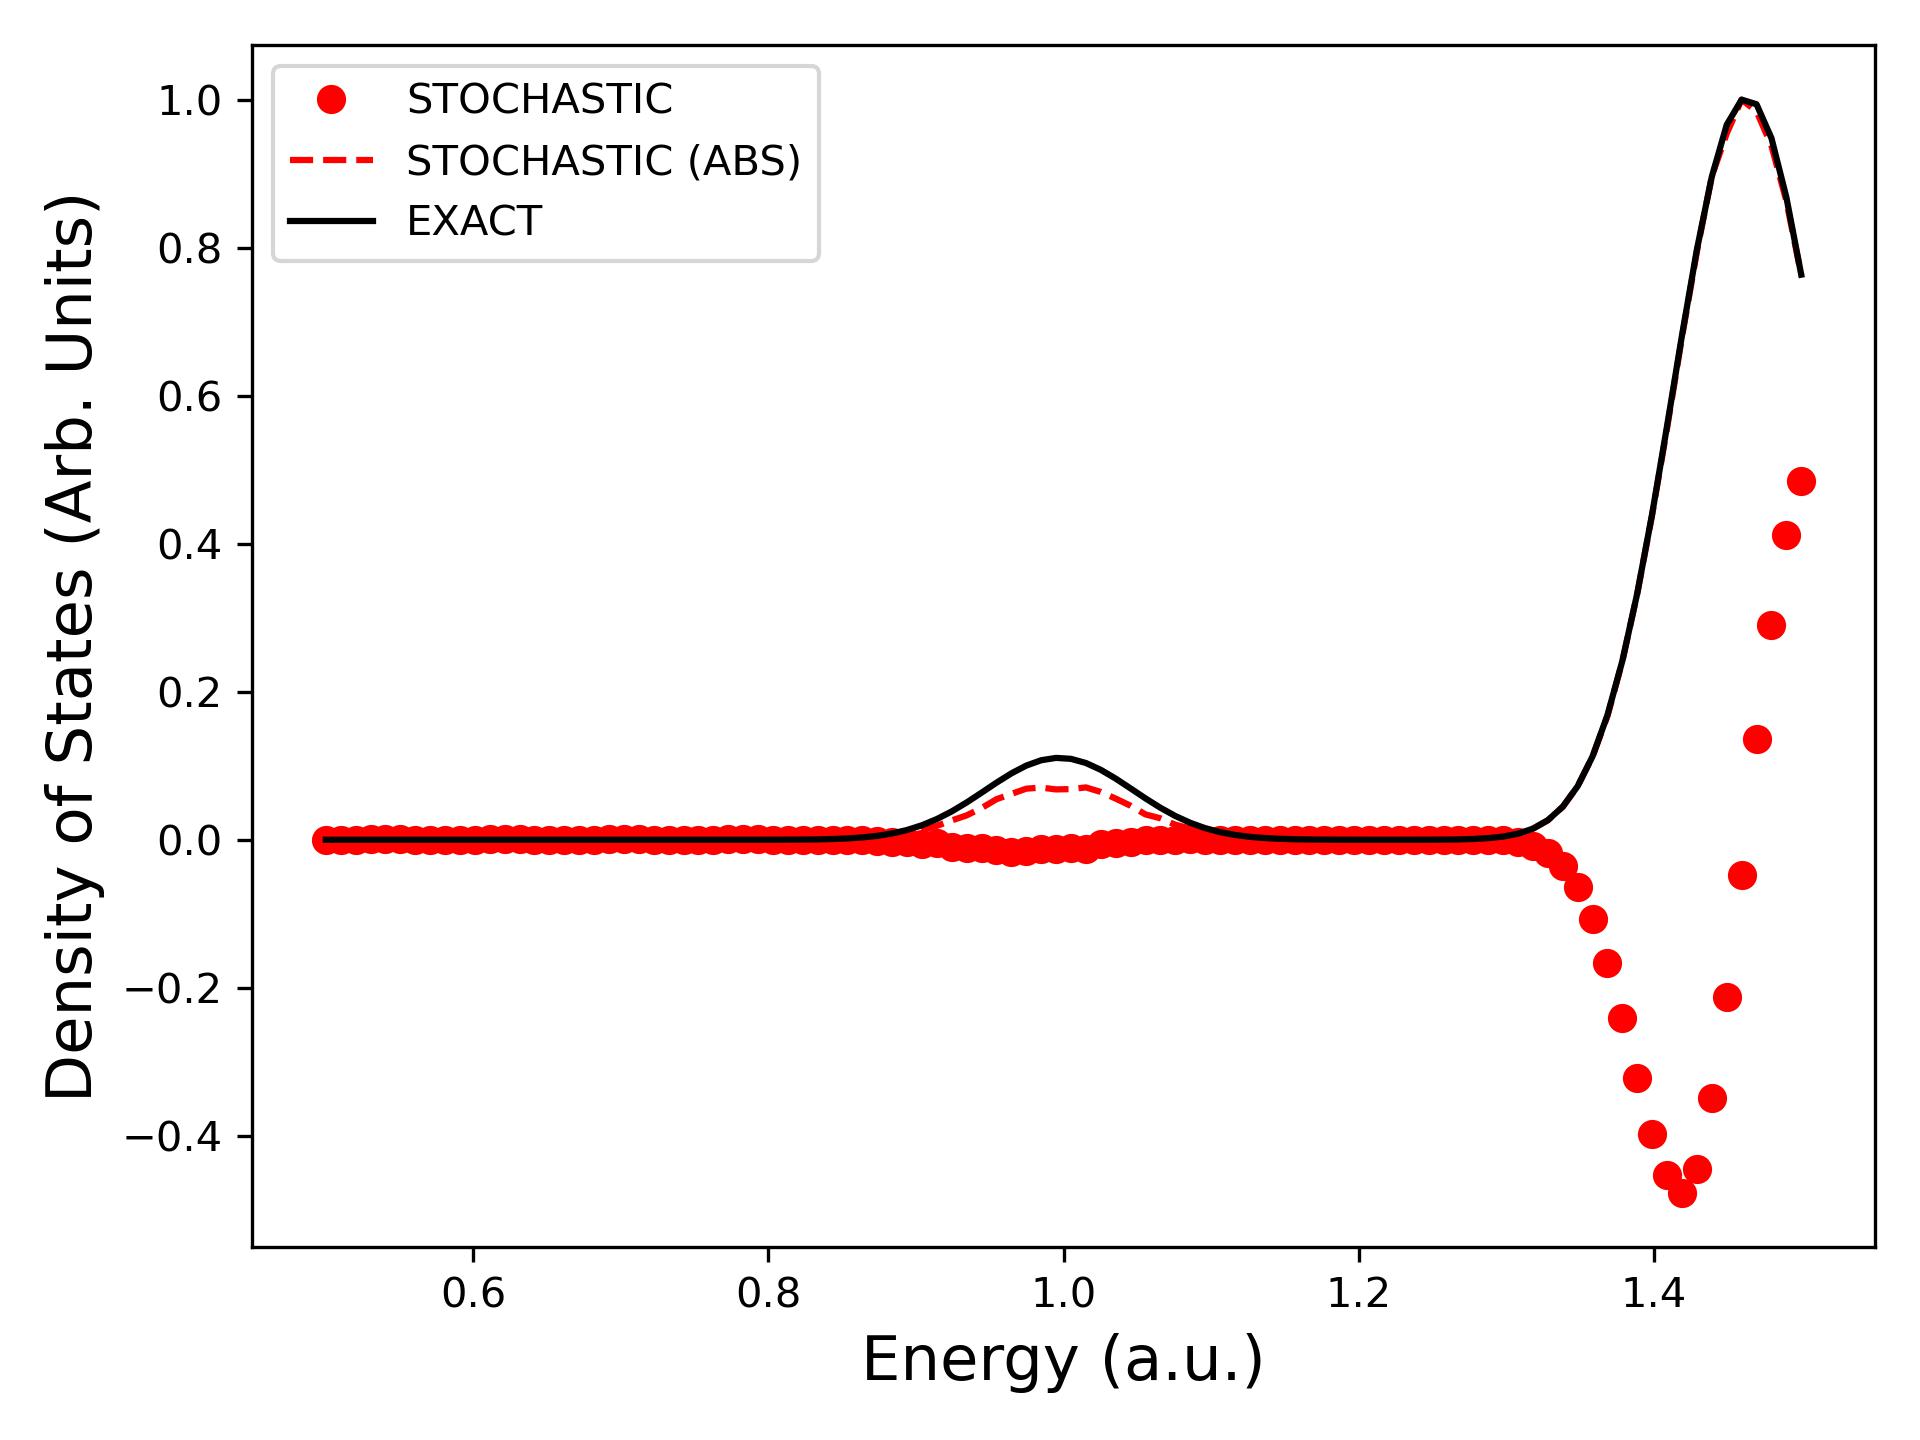 STOCHASTIC
STOCHASTIC (ABS)
EXACT
1.0
0.8
0.6
0.4
0.2
0.0
−0.2
−0.4
Density of States (Arb. Units)
0.6 0.8 1.0 1.2 1.4
Energy (a.u.)